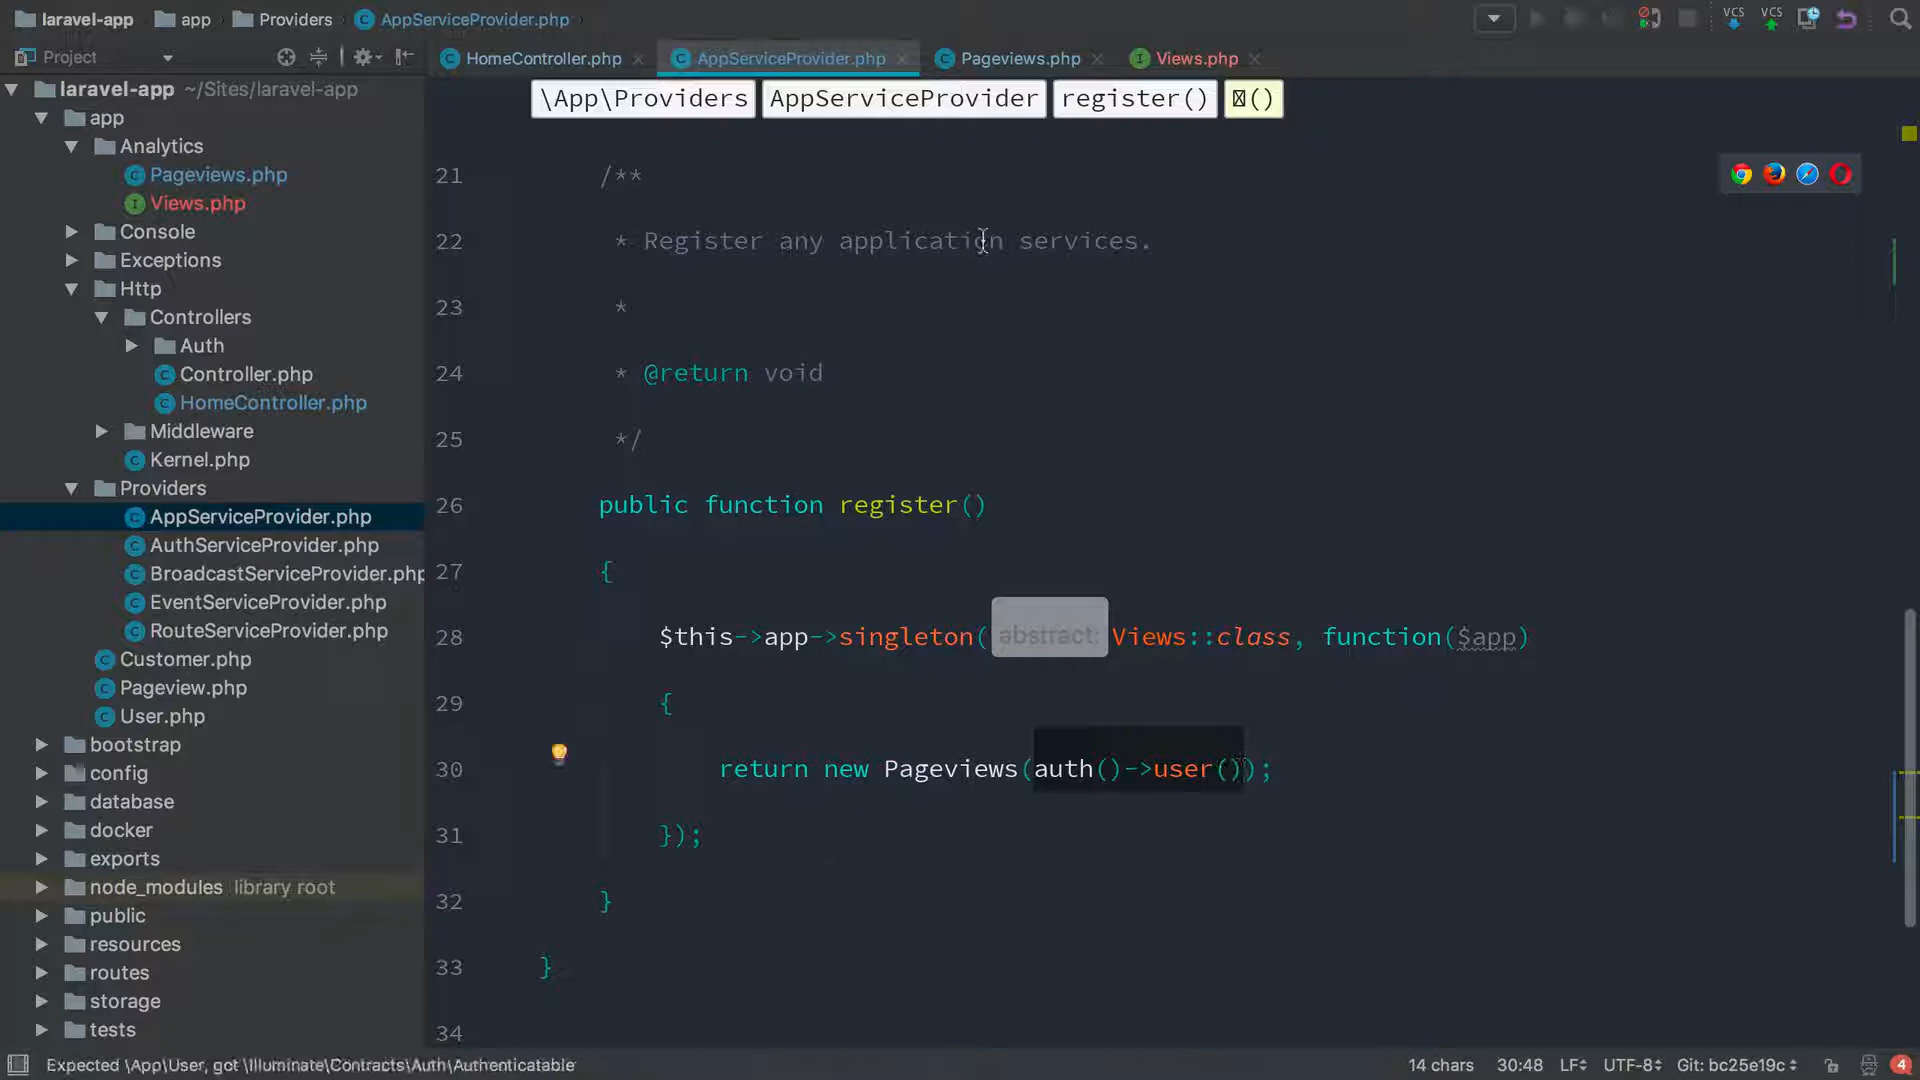 laravel-app app Providers AppServiceProvider.php
VCS VCS
Project
HomeController.php AppServiceProvider.php Pageviews.php Views.php
\App\Providers AppServiceProvider register() ()
laravel-app ~/Sites/laravel-app
app
Analytics
Pageviews.php
Views.php
Console
Exceptions
Http
Controllers
Auth
Controller.php
HomeController.php
Middleware
Kernel.php
Providers
AppServiceProvider.php
AuthServiceProvider.php
BroadcastServiceProvider.php
EventServiceProvider.php
RouteServiceProvider.php
Customer.php
Pageview.php
User.php
bootstrap
config
database
docker
exports
node_modules library root
public
resources
routes
storage
tests
21 /**
22 * Register any application services.
23 *
24 * @return void
25 */
26 public function register()
27 {
28 $this->app->singleton( abstract: Views::class, function($app)
29 {
30 return new Pageviews(auth()->user());
31 });
32 }
33 }
34
Expected \App\User, got \Illuminate\Contracts\Auth\Authenticatable 14 chars 30:48 LF UTF-8 Git: bc25e19c 4